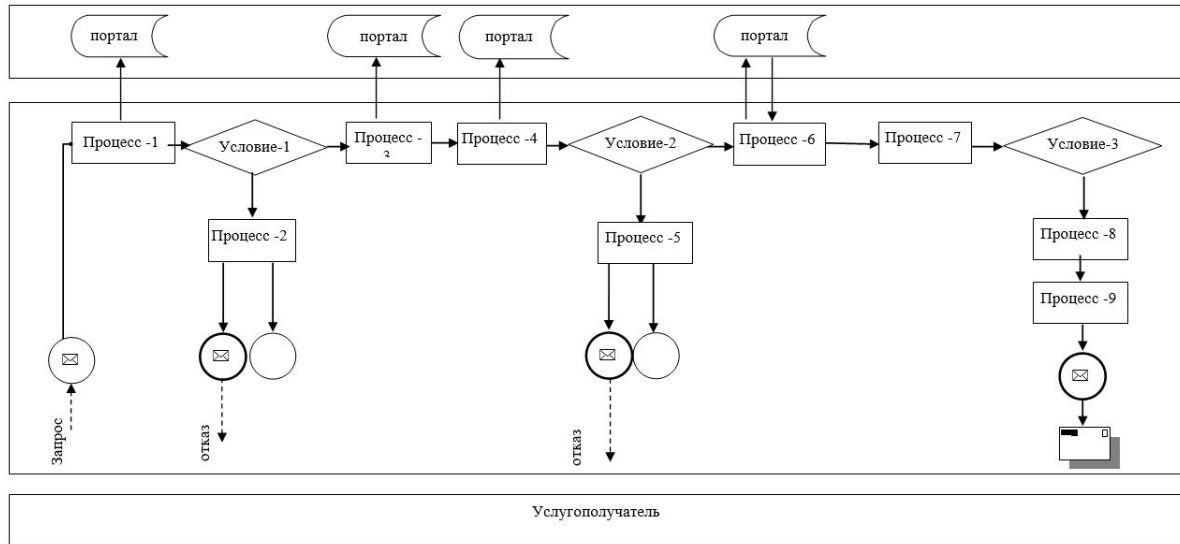 портал
портал
портал
портал
Процесс -1
Условие-1
Процесс -
3
Процесс -4
Условие-2
Процесс -6
Процесс -7
Условие-3
Процесс -2
Процесс -5
Процесс -8
Процесс -9
Запрос
отказ
отказ
Услугополучатель